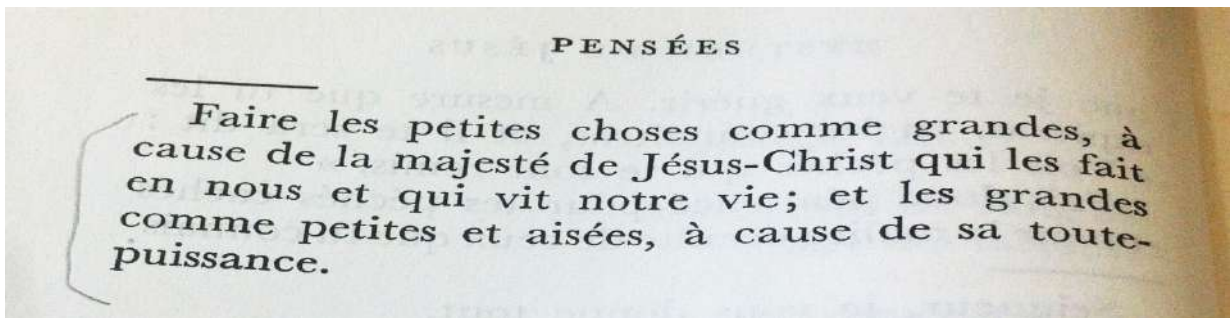 PENSÉES
Faire les petites choses comme grandes, à
cause de la majesté de Jésus-Christ qui les fait
en nous et qui vit notre vie; et les grandes
comme petites et aisées, à cause de sa toute-
puissance.